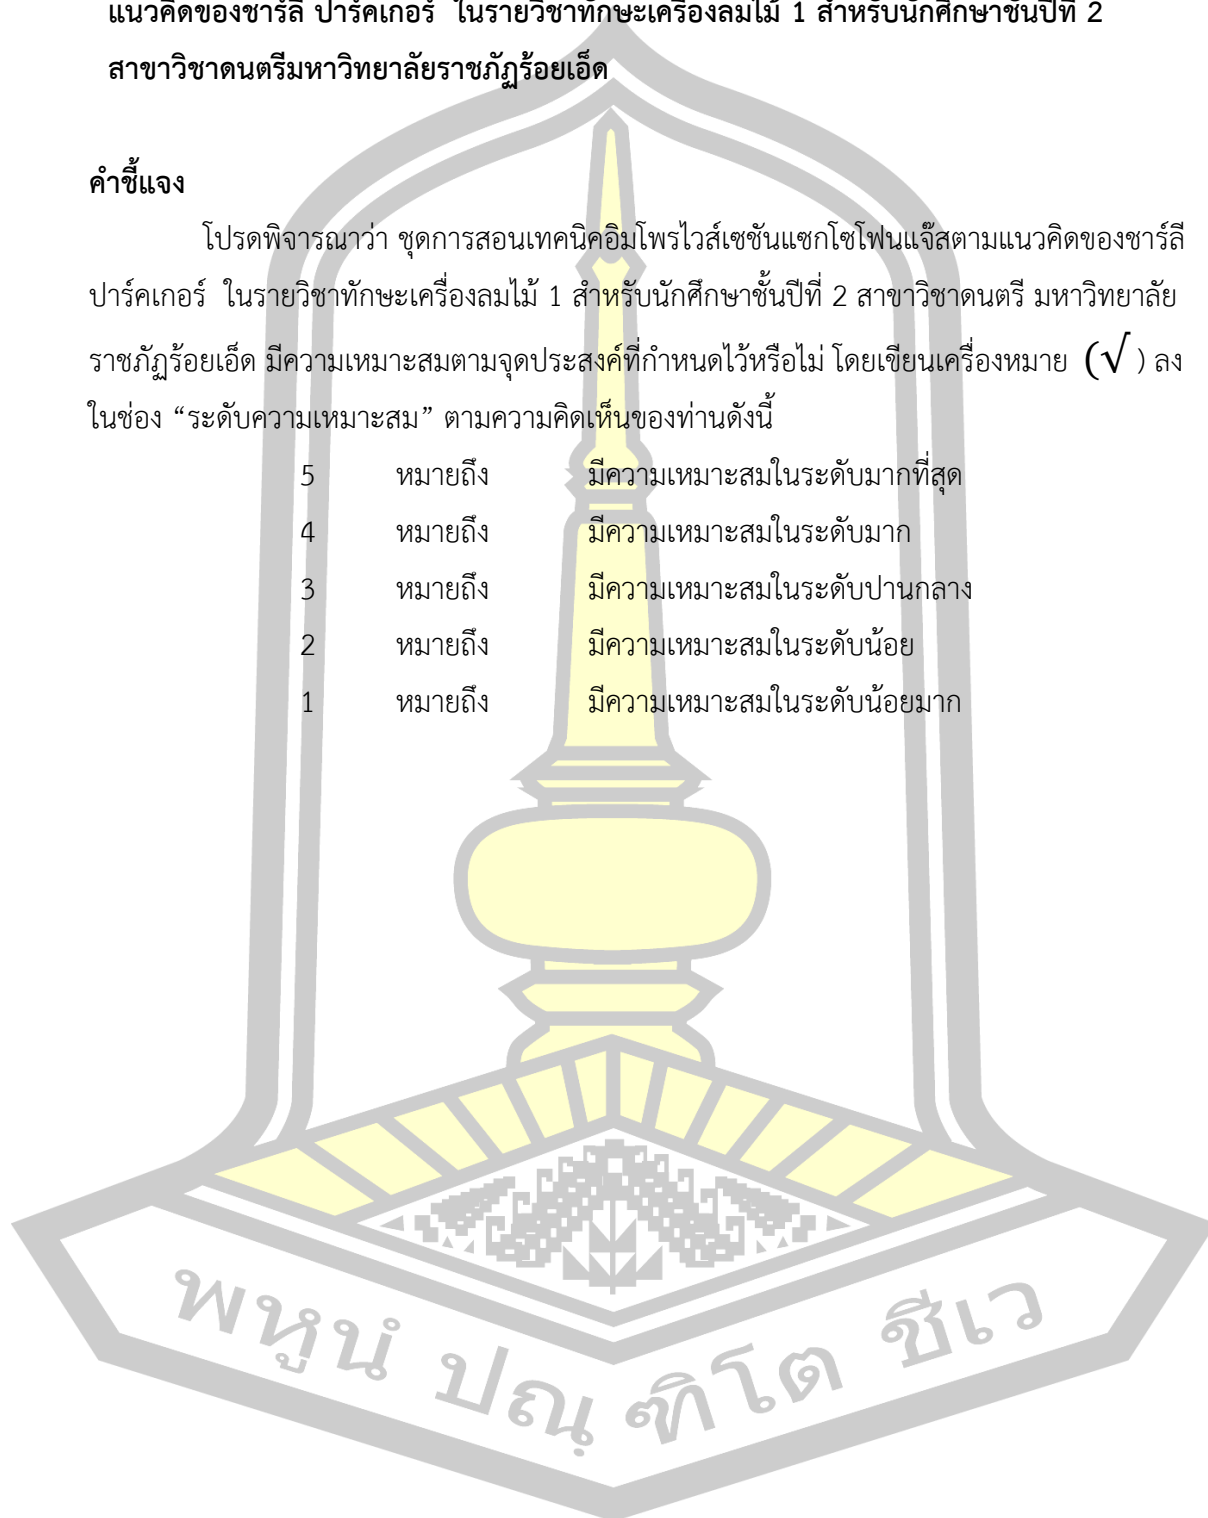 แนวคิดของชาร์ลี ปาร์คเกอร์ ในรายวิชาทักษะเครื่องลมไม้ 1 สำหรับนักศึกษาชั้นปีที่ 2
สาขาวิชาดนตรีมหาวิทยาลัยราชภัฏร้อยเอ็ด
คำชี้แจง
โปรดพิจารณาว่า ชุดการสอนเทคนิคอิมโพรไวส์เซชันแซกโซโฟนแจ๊สตามแนวคิดของชาร์ลี
ปาร์คเกอร์ ในรายวิชาทักษะเครื่องลมไม้ 1 สำหรับนักศึกษาชั้นปีที่ 2 สาขาวิชาดนตรี มหาวิทยาลัย
ราชภัฏร้อยเอ็ด มีความเหมาะสมตามจุดประสงค์ที่กำหนดไว้หรือไม่ โดยเขียนเครื่องหมาย (√ ) ลง
ในช่อง “ระดับความเหมาะสม” ตามความคิดเห็นของท่านดังนี้
5 หมายถึง มีความเหมาะสมในระดับมากที่สุด
4 หมายถึง มีความเหมาะสมในระดับมาก
3 หมายถึง มีความเหมาะสมในระดับปานกลาง
2 หมายถึง มีความเหมาะสมในระดับน้อย
1 หมายถึง มีความเหมาะสมในระดับน้อยมาก
พหูนํ ปณฺฑิโต ชีเว